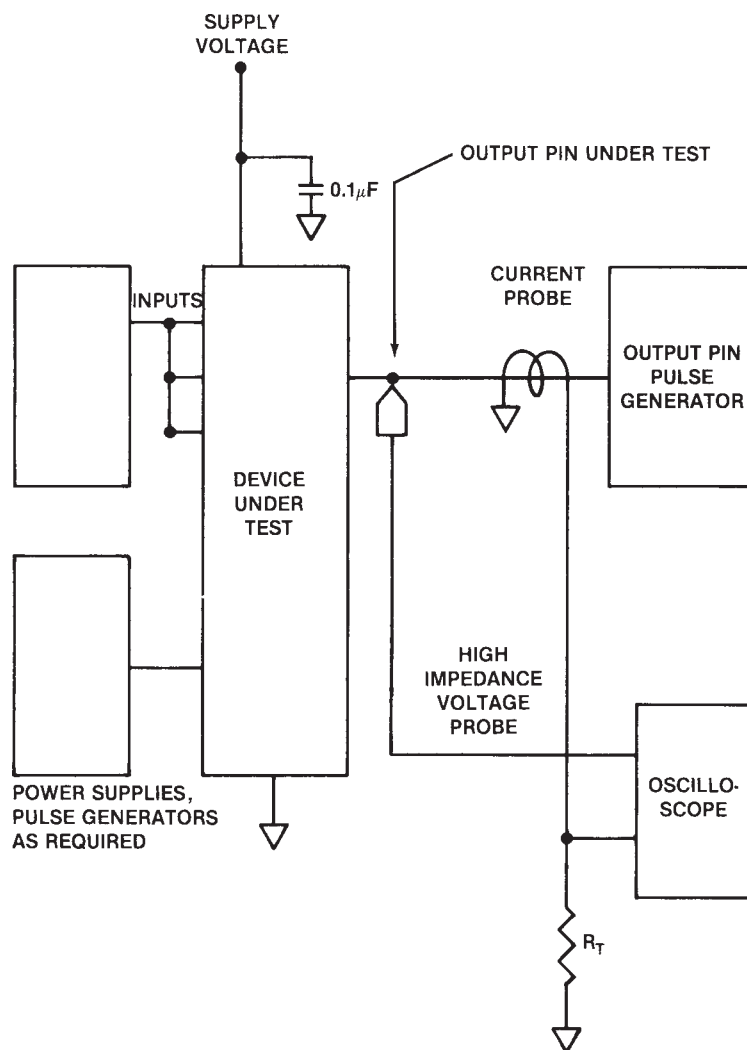 SUPPLY
VOLTAGE
OUTPUT PIN UNDER TEST
0.1μF
CURRENT
PROBE
INPUTS
OUTPUT PIN
PULSE
GENERATOR
DEVICE
UNDER
TEST
HIGH
IMPEDANCE
VOLTAGE
PROBE
OSCILLO-
SCOPE
POWER SUPPLIES,
PULSE GENERATORS
AS REQUIRED
RT